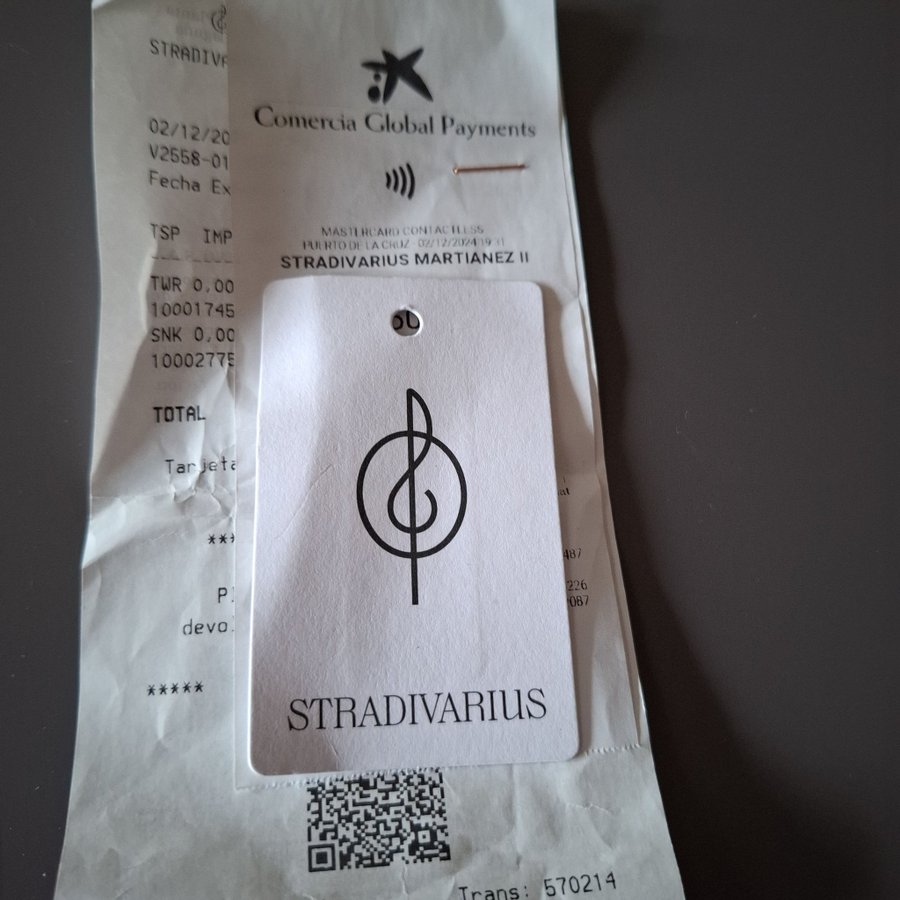 STRADIVA
02/12/20
V2558-01
Fecha Ex
TSP IMP
TWR 0,00
10001745
SNK 0,00
10002775
TOTAL
Tarjeta
***
devo.
*****
Comercia Global Payments
MASTERCARD CONTACTLESS
PUERTO DE LA CRUZ - 02/12/2024 19:31
STRADIVARIUS MARTIANEZ II
STRADIVARIUS
487
226
087
Trans: 570214